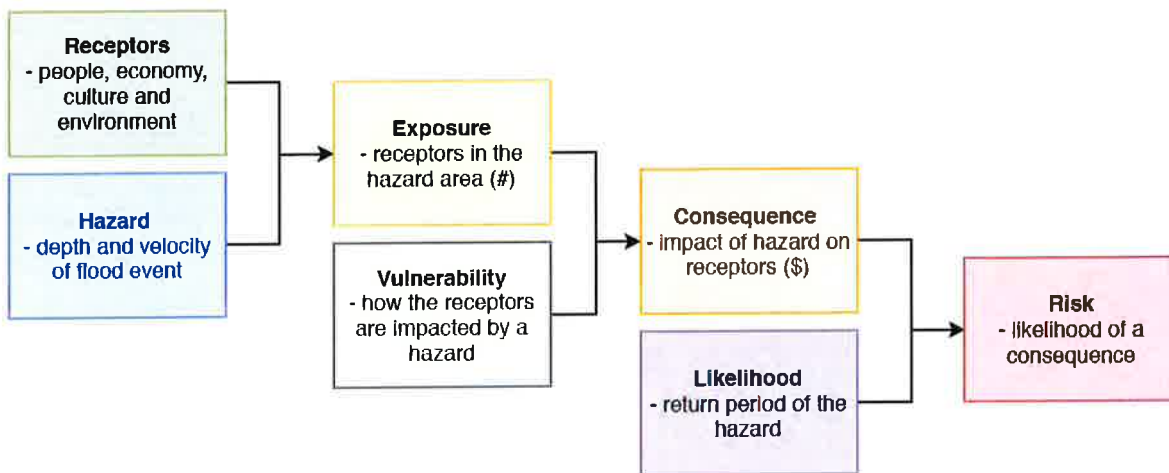 Receptors
- people, economy,
culture and
environment
Hazard
- depth and velocity
of flood event
Exposure
- receptors in the
hazard area (#)
Vulnerability
- how the receptors
are impacted by a
hazard
Consequence
- impact of hazard on
receptors ($)
Likelihood
- return period of the
hazard
Risk
- likelihood of a
consequence